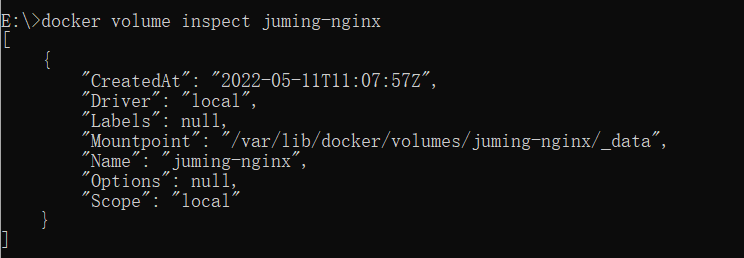 E:\>docker volume inspect juming-nginx
[
    {
        "CreatedAt": "2022-05-11T11:07:57Z",
        "Driver": "local",
        "Labels": null,
        "Mountpoint": "/var/lib/docker/volumes/juming-nginx/_data",
        "Name": "juming-nginx",
        "Options": null,
        "Scope": "local"
    }
]